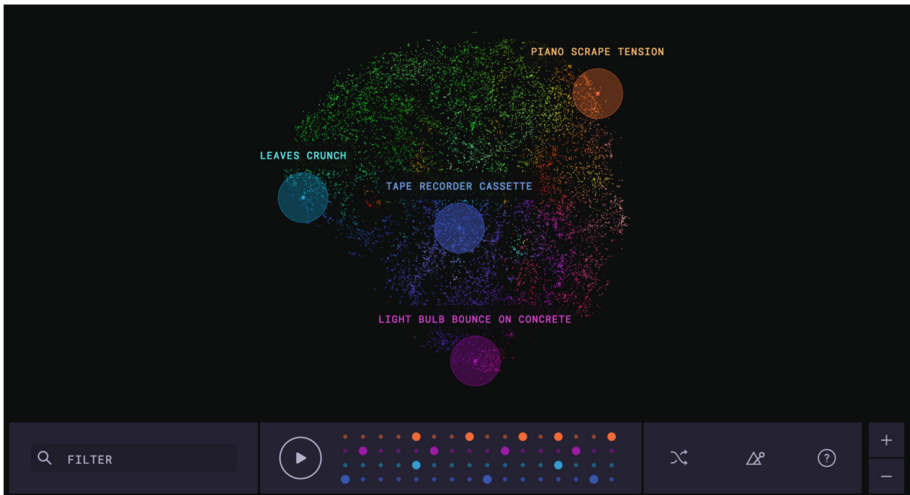 PIANO SCRAPE TENSION
LEAVES CRUNCH
TAPE RECORDER CASSETTE
LIGHT BULB BOUNCE ON CONCRETE
FILTER
?
+
−